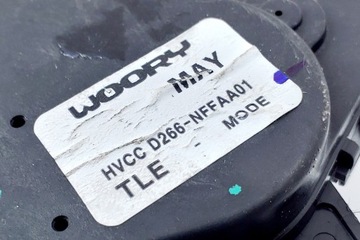 WOORY
MAY
HVCC D266-NFFAA01
TLE - MODE